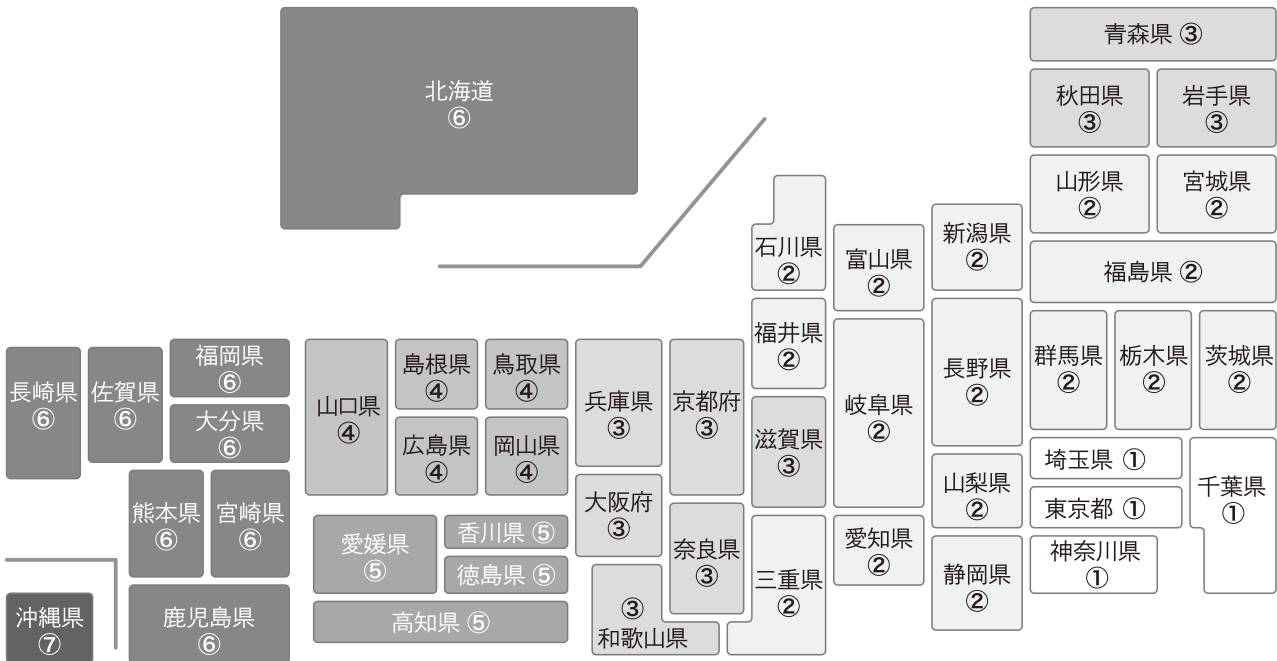 北海道
⑥
青森県 ③
秋田県
③
岩手県
③
山形県
②
宮城県
②
福島県 ②
新潟県
②
富山県
②
石川県
②
福井県
②
長野県
②
岐阜県
②
群馬県
②
栃木県
②
茨城県
②
埼玉県 ①
東京都 ①
千葉県
①
神奈川県
①
山梨県
②
静岡県
②
愛知県
②
三重県
②
滋賀県
③
京都府
③
兵庫県
③
大阪府
③
奈良県
③
③
和歌山県
鳥取県
④
島根県
④
岡山県
④
広島県
④
山口県
④
香川県 ⑤
徳島県 ⑤
愛媛県
⑤
高知県 ⑤
福岡県
⑥
大分県
⑥
佐賀県
⑥
長崎県
⑥
熊本県
⑥
宮崎県
⑥
鹿児島県
⑥
沖縄県
⑦